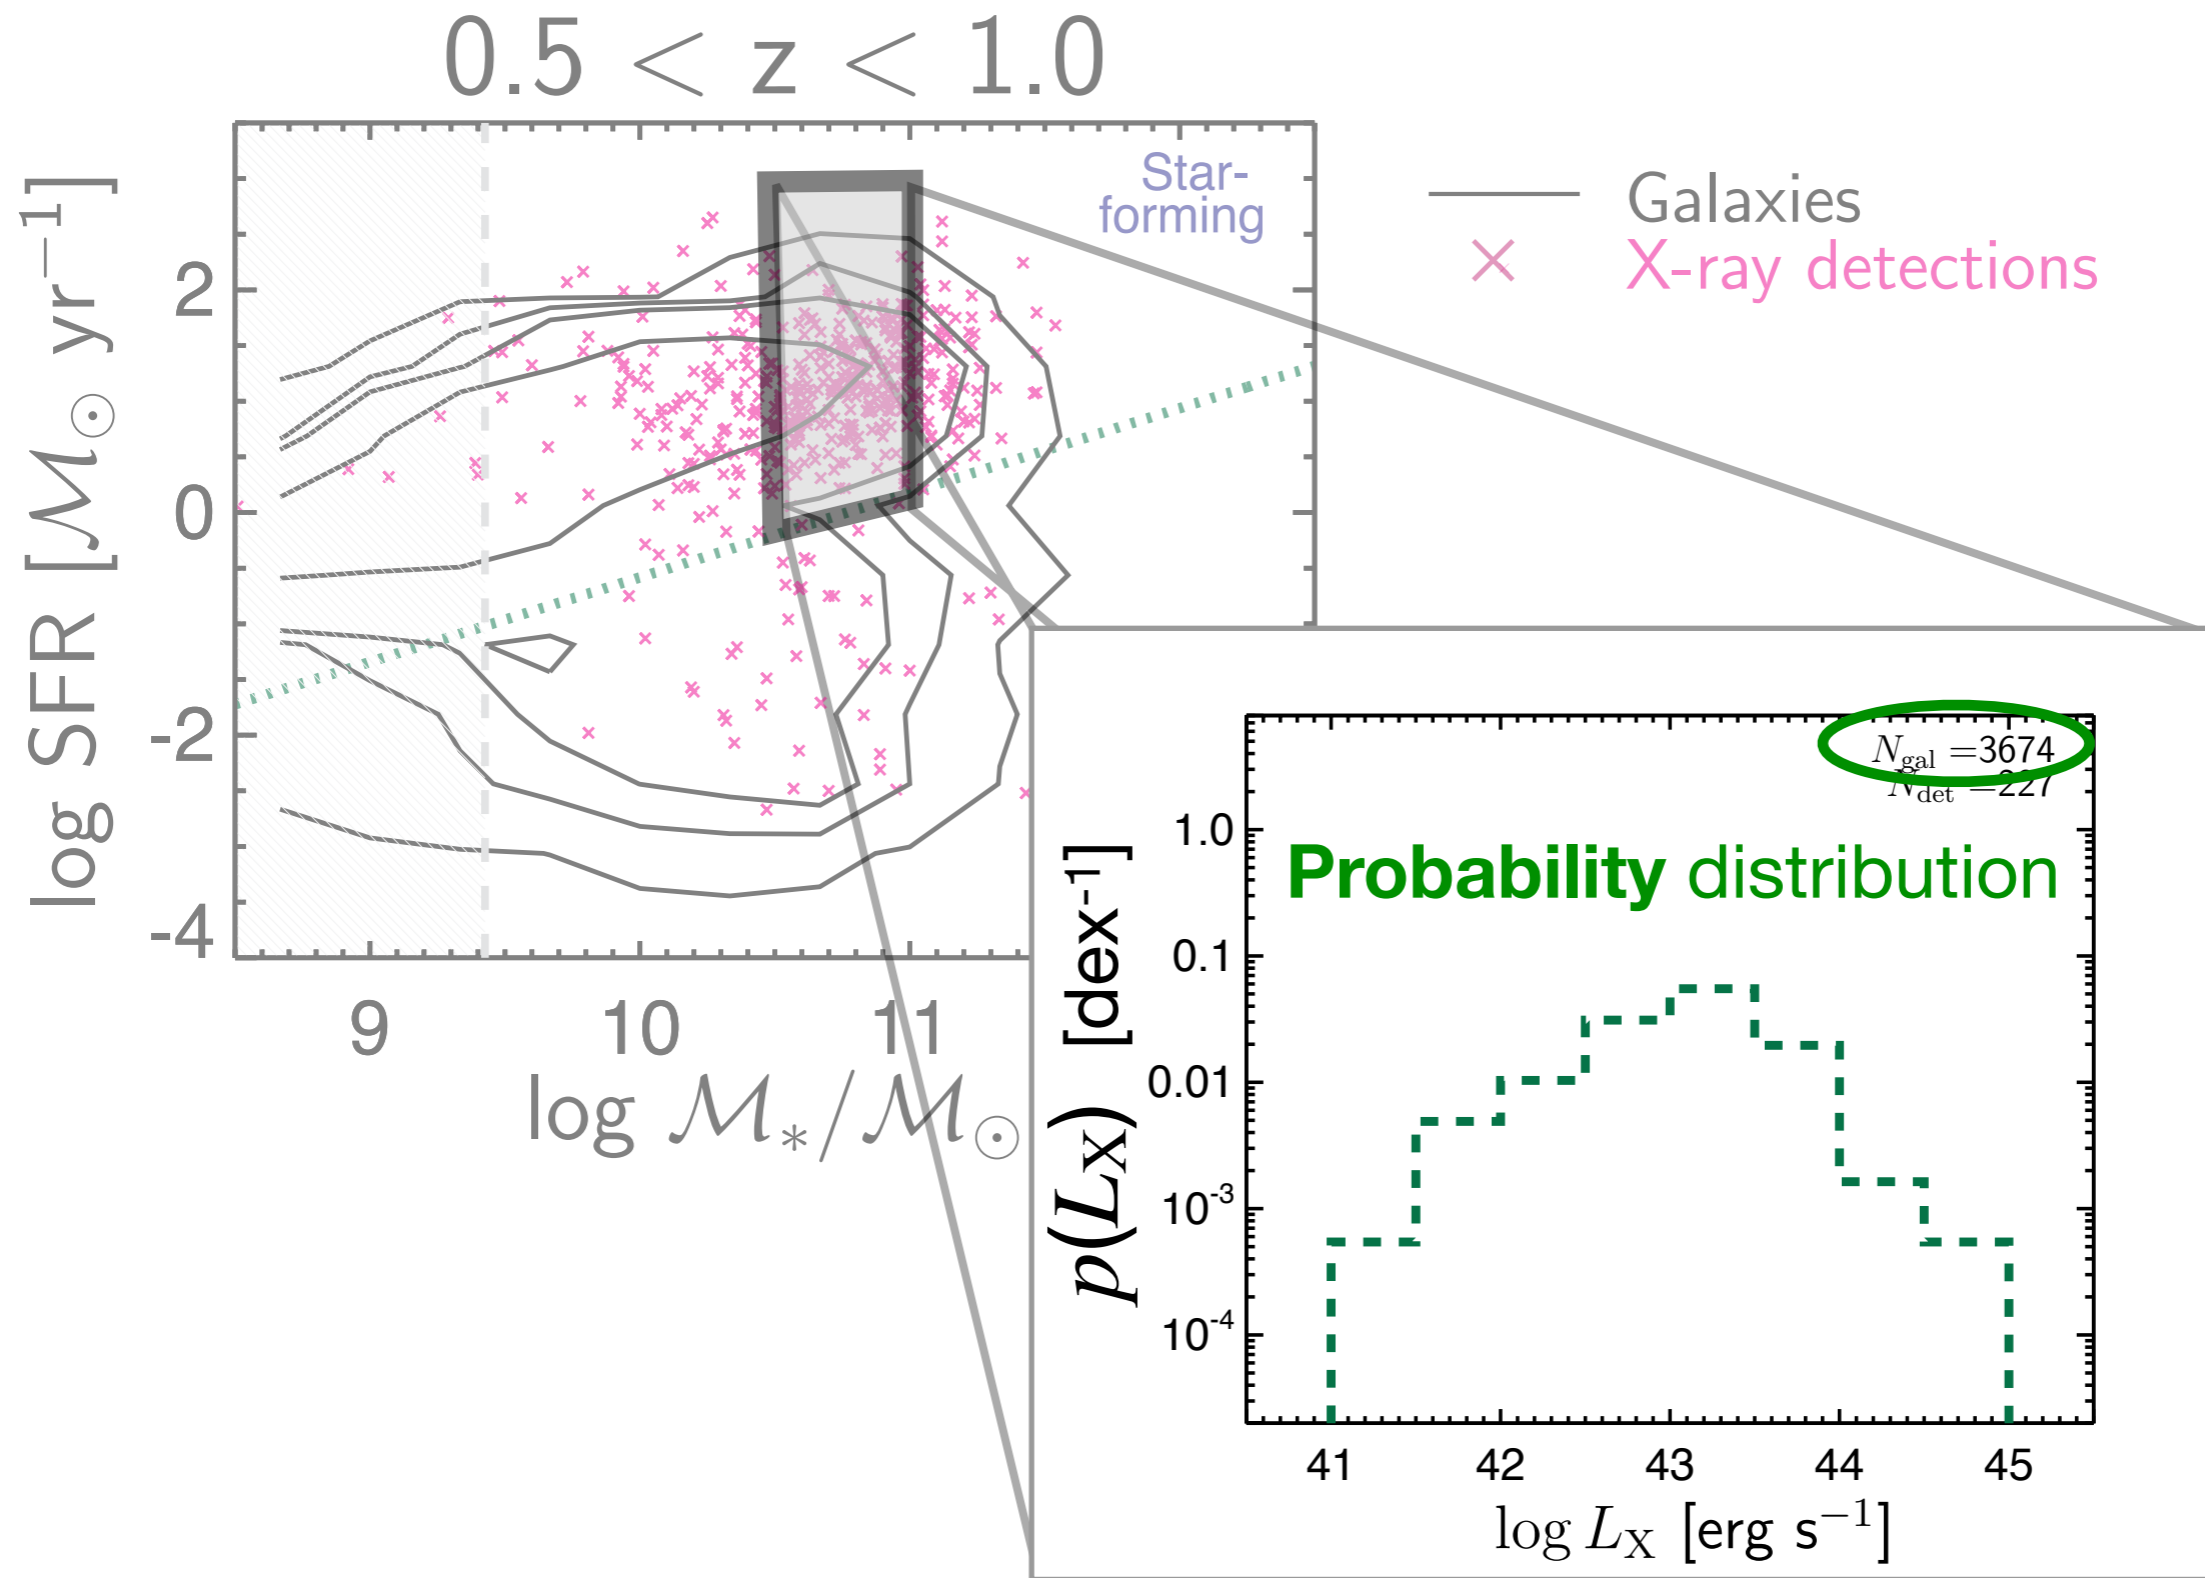 0.5 < z < 1.0
Star-
forming
Galaxies
X-ray detections
log SFR [ℳ⊙ yr⁻¹]
2
0
-2
-4
9 10 11
log ℳ*/ℳ⊙
N_gal =3674
N_det =227
Probability distribution
p(L_X) [dex⁻¹]
1.0
0.1
0.01
10⁻³
10⁻⁴
41 42 43 44 45
log L_X [erg s⁻¹]